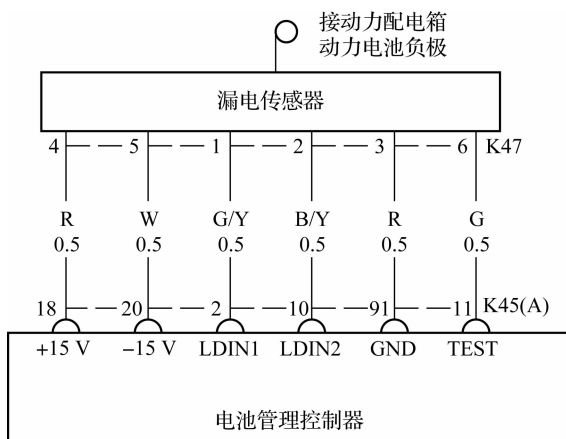 接动力配电箱
动力电池负极
漏电传感器
4 5 1 2 3 6 K47
R W G/Y B/Y R G
0.5 0.5 0.5 0.5 0.5 0.5
18 20 2 10 91 11 K45(A)
+15 V −15 V LDIN1 LDIN2 GND TEST
电池管理控制器